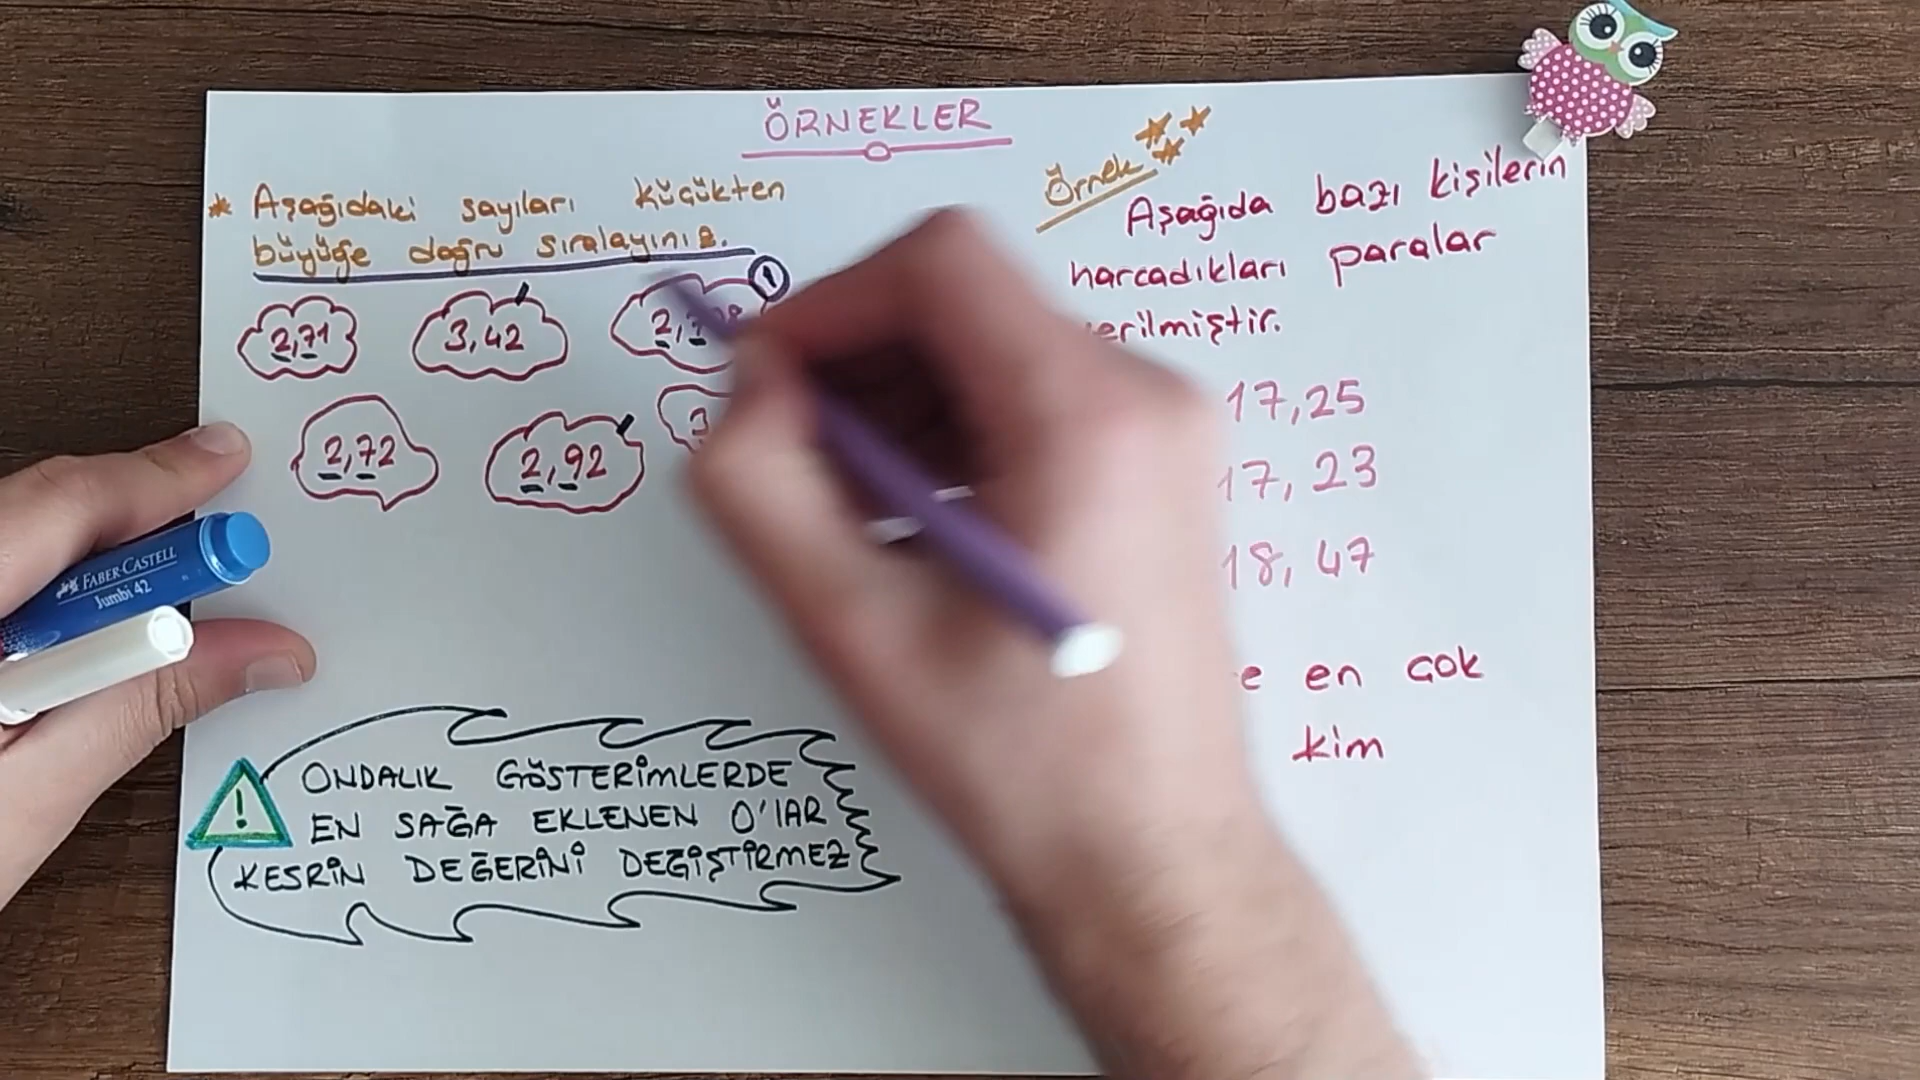 ÖRNEKLER
* Aşağıdaki sayıları küçükten
büyüğe doğru sıralayınız.
2,71
3,42
1
2,72
2,92
3
Örnek
Aşağıda bazı kişilerin
harcadıkları paralar
17,25
17,23
18,47
en çok
kim
FABER-CASTELL
Jumbi 42
! ONDALIK GÖSTERİMLERDE
EN SAĞA EKLENEN 0'lAR
KESRİN DEĞERİNİ DEĞİŞTİRMEZ